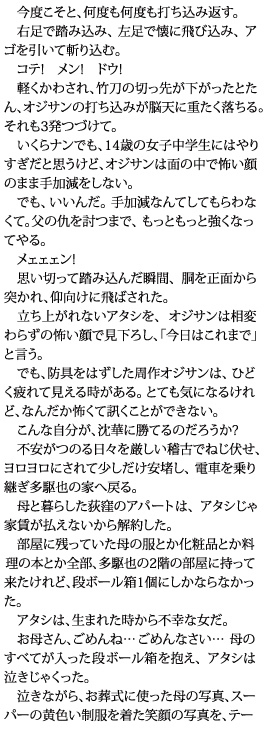 今度こそと、何度も何度も打ち込み返す。
　右足で踏み込み、左足で懐に飛び込み、ア
ゴを引いて斬り込む。
　コテ!　メン!　ドウ!
　軽くかわされ、竹刀の切っ先が下がったとた
ん、オジサンの打ち込みが脳天に重たく落ちる。
それも3発つづけて。
　いくらナンでも、14歳の女子中学生にはやり
すぎだと思うけど、オジサンは面の中で怖い顔
のまま手加減をしない。
　でも、いいんだ。手加減なんてしてもらわな
くて。父の仇を討つまで、もっともっと強くなっ
てやる。
　メェェェン!
　思い切って踏み込んだ瞬間、胴を正面から
突かれ、仰向けに飛ばされた。
　立ち上がれないアタシを、オジサンは相変
わらずの怖い顔で見下ろし、「今日はこれまで」
と言う。
　でも、防具をはずした周作オジサンは、ひど
く疲れて見える時がある。とても気になるけれ
ど、なんだか怖くて訊くことができない。
　こんな自分が、沈華に勝てるのだろうか?
　不安がつのる日々を厳しい稽古でねじ伏せ、
ヨロヨロにされて少しだけ安堵し、電車を乗り
継ぎ多駆也の家へ戻る。
　母と暮らした荻窪のアパートは、アタシじゃ
家賃が払えないから解約した。
　部屋に残っていた母の服とか化粧品とか料
理の本とか全部、多駆也の2階の部屋に持って
来たけれど、段ボール箱1個にしかならなかっ
た。
　アタシは、生まれた時から不幸な女だ。
　お母さん、ごめんね…ごめんなさい… 母の
すべてが入った段ボール箱を抱え、アタシは
泣きじゃくった。
　泣きながら、お葬式に使った母の写真、スー
パーの黄色い制服を着た笑顔の写真を、テー